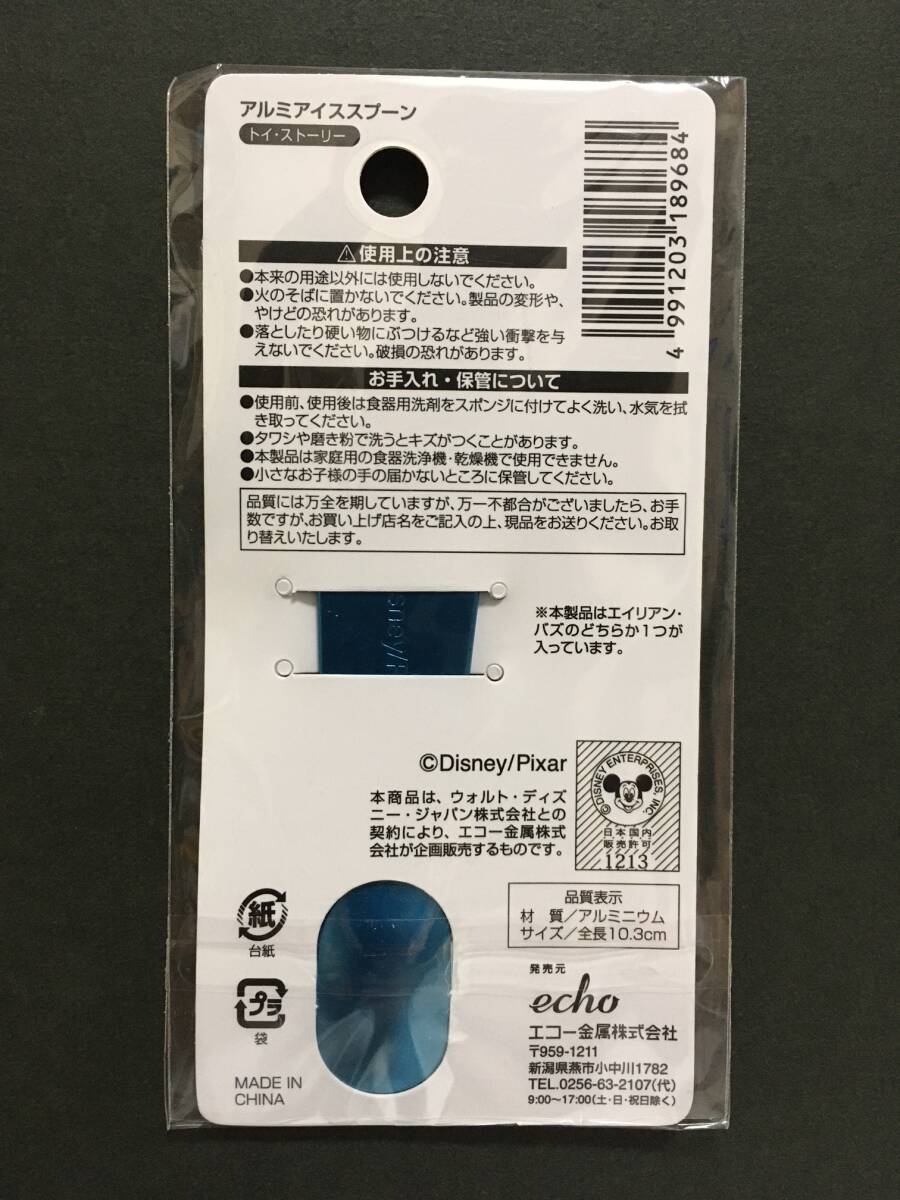 アルミアイススプーン
トイ・ストーリー
4 991203 189684
⚠使用上の注意
●本来の用途以外には使用しないでください。
●火のそばに置かないでください。製品の変形や、
やけどの恐れがあります。
●落としたり硬い物にぶつけるなど強い衝撃を与
えないでください。破損の恐れがあります。
お手入れ・保管について
●使用前、使用後は食器用洗剤をスポンジに付けてよく洗い、水気を拭
き取ってください。
●タワシや磨き粉で洗うとキズがつくことがあります。
●本製品は家庭用の食器洗浄機・乾燥機で使用できません。
●小さなお子様の手の届かないところに保管してください。
品質には万全を期していますが、万一不都合がございましたら、お手
数ですが、お買い上げ店名をご記入の上、現品をお送りください。お取
り替えいたします。
sney/
※本製品はエイリアン・
バズのどちらか1つが
入っています。
©Disney/Pixar
本商品は、ウォルト・ディズ
ニー・ジャパン株式会社との
契約により、エコー金属株式
会社が企画販売するものです。
©DISNEY ENTERPRISES, INC.
日本国内
販売許可
1213
品質表示
材 質/アルミニウム
サイズ/全長10.3cm
紙
台紙
プラ
袋
MADE IN
CHINA
発売元
echo
エコー金属株式会社
〒959-1211
新潟県燕市小中川1782
TEL.0256-63-2107(代)
9:00〜17:00(土・日・祝日除く)